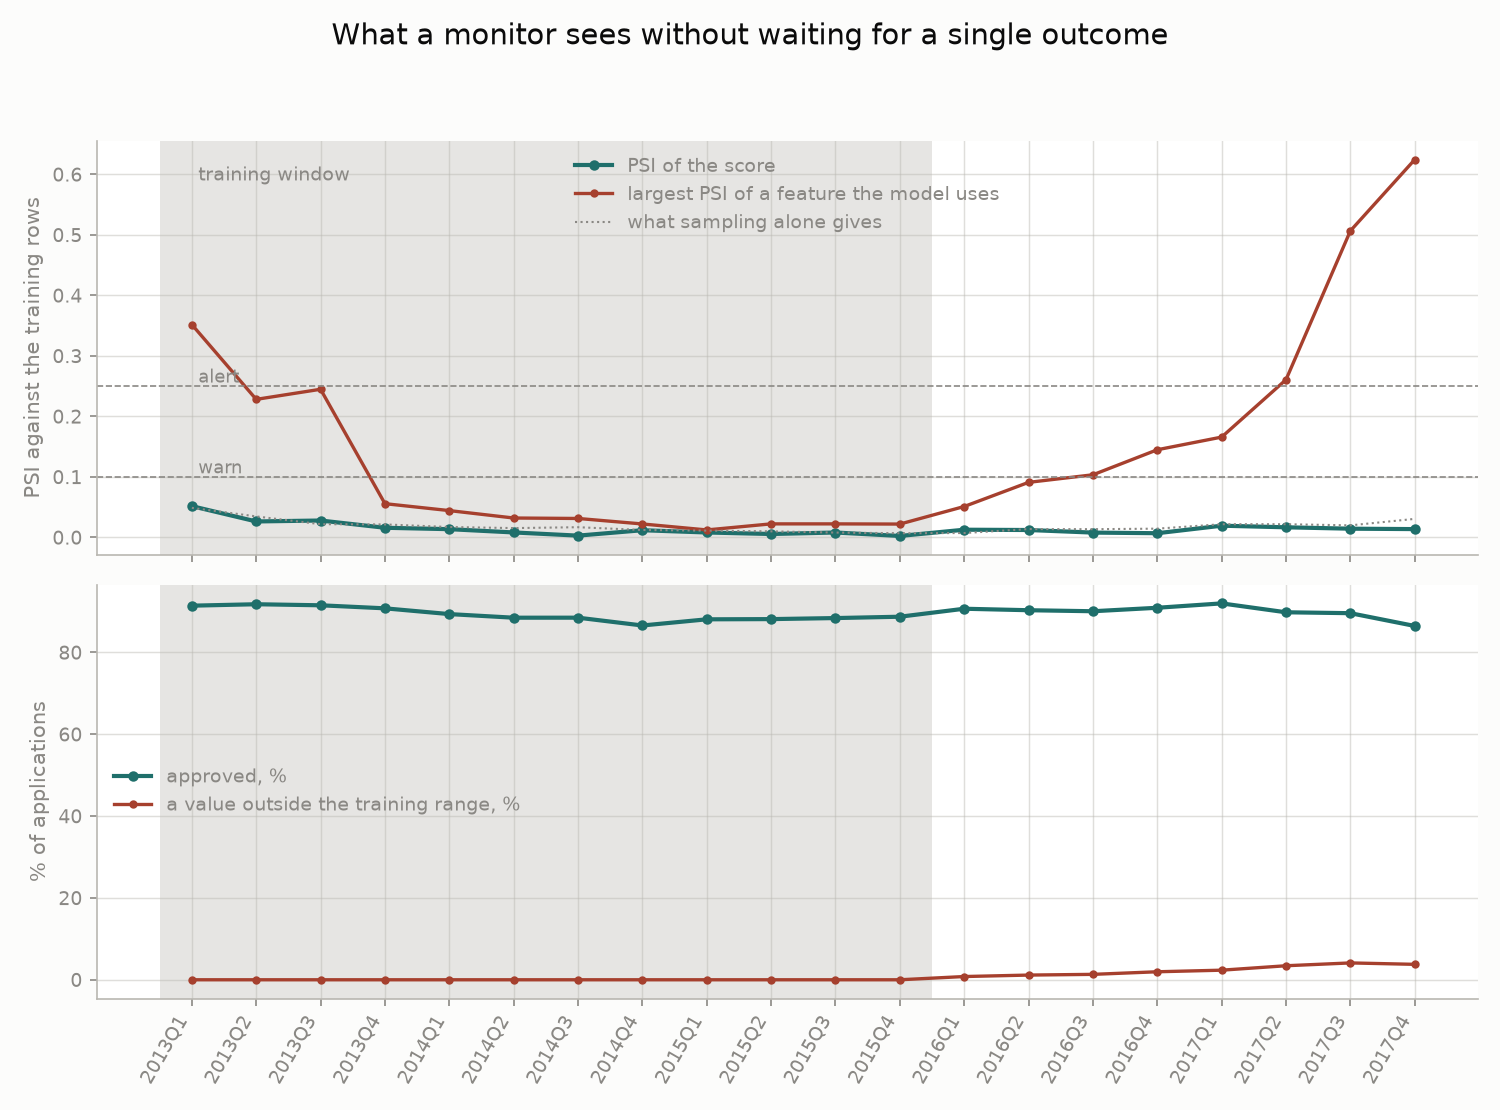 What a monitor sees without waiting for a single outcome
PSI against the training rows
0.6
0.5
0.4
0.3
0.2
0.1
0.0
training window
alert
warn
PSI of the score
largest PSI of a feature the model uses
what sampling alone gives
% of applications
80
60
40
20
0
approved, %
a value outside the training range, %
2013Q1
2013Q2
2013Q3
2013Q4
2014Q1
2014Q2
2014Q3
2014Q4
2015Q1
2015Q2
2015Q3
2015Q4
2016Q1
2016Q2
2016Q3
2016Q4
2017Q1
2017Q2
2017Q3
2017Q4